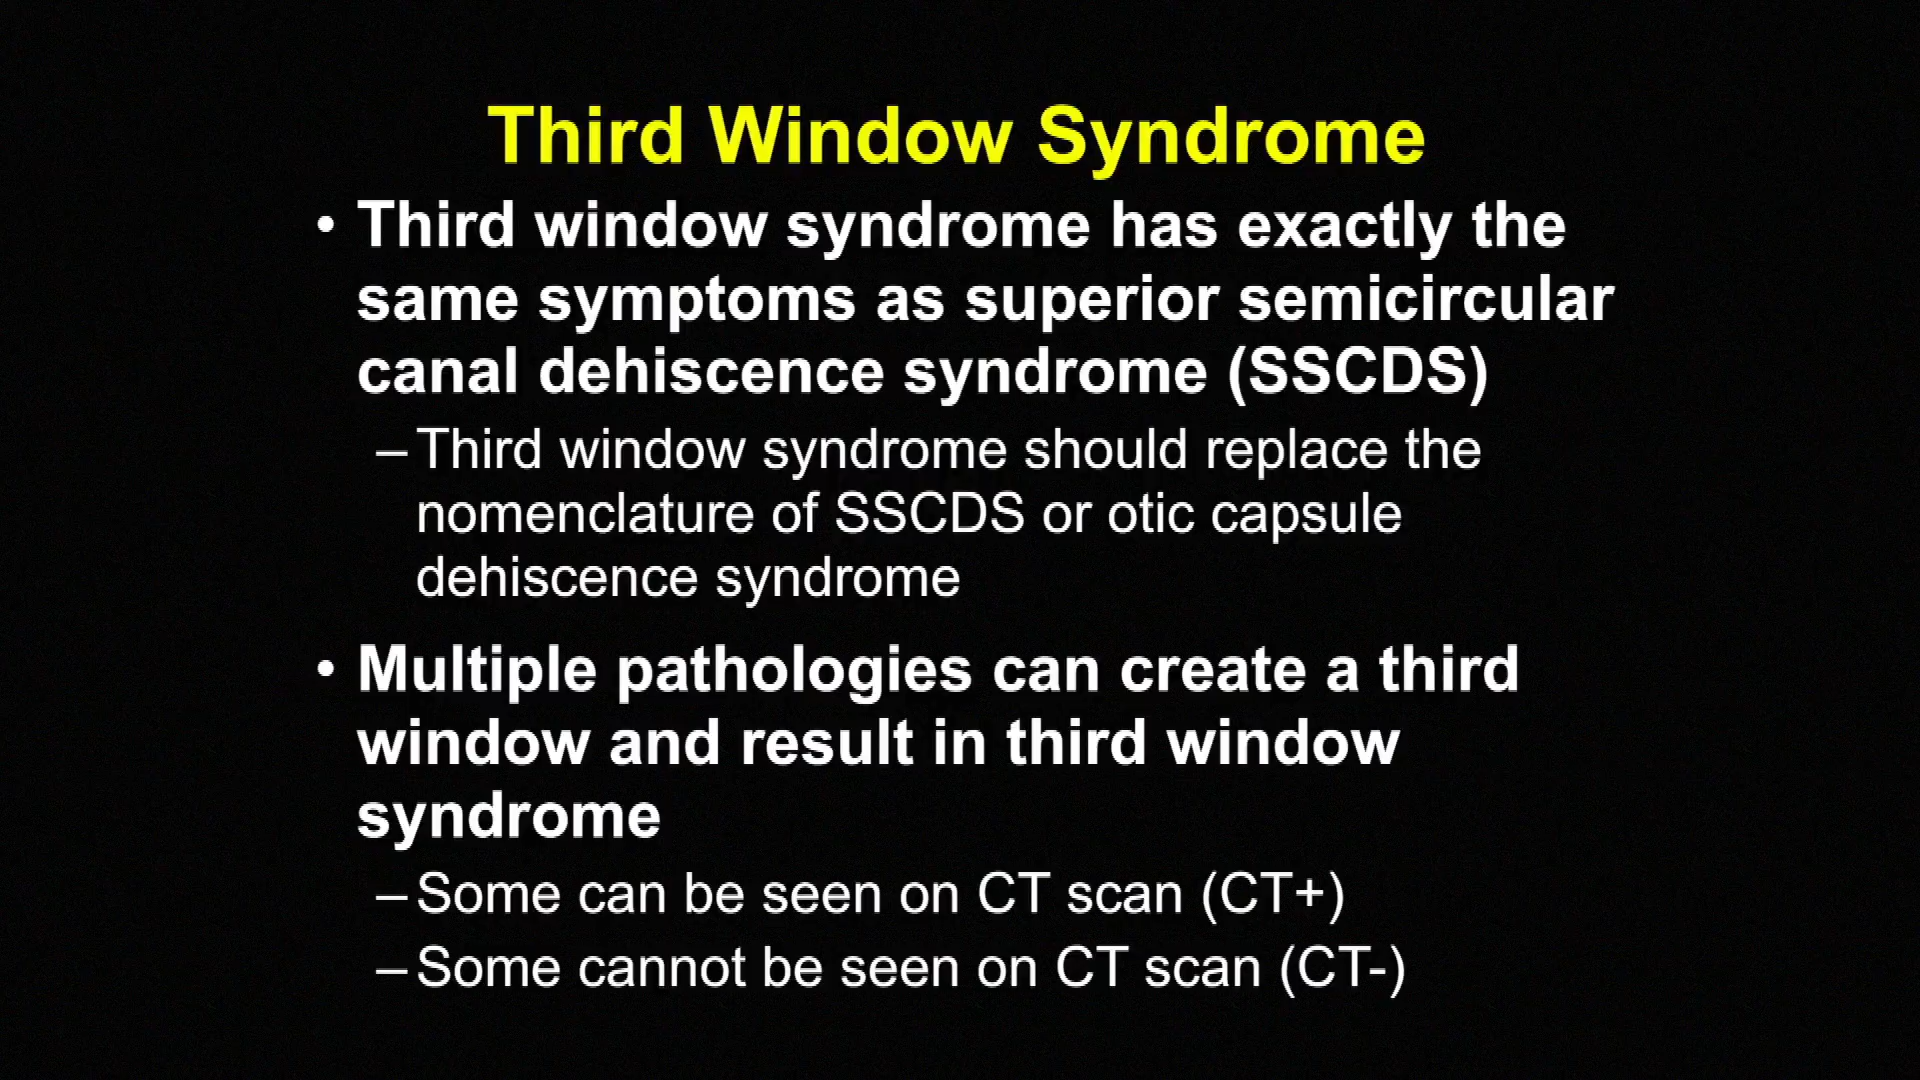 Third Window Syndrome
• Third window syndrome has exactly the
same symptoms as superior semicircular
canal dehiscence syndrome (SSCDS)
– Third window syndrome should replace the
nomenclature of SSCDS or otic capsule
dehiscence syndrome
• Multiple pathologies can create a third
window and result in third window
syndrome
– Some can be seen on CT scan (CT+)
– Some cannot be seen on CT scan (CT-)